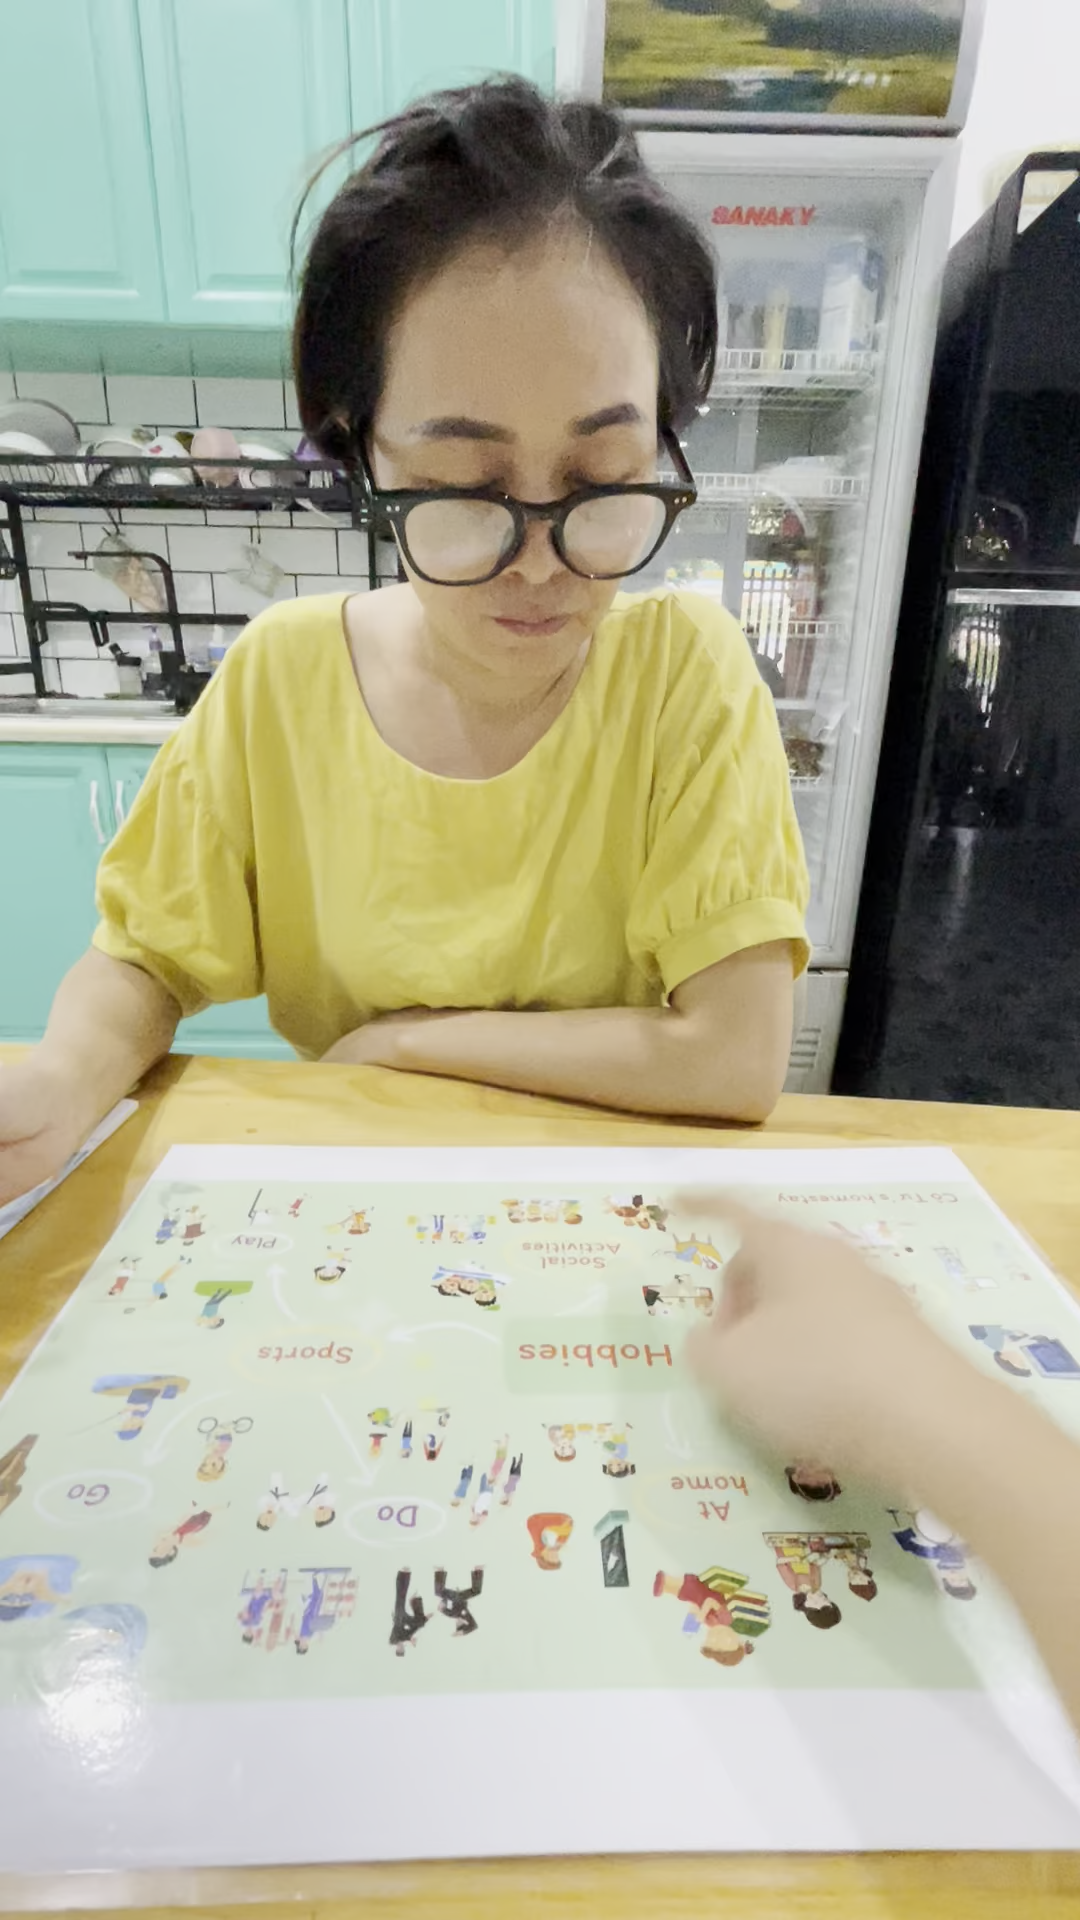 SANAKY
Cô Tư's homestay
Hobbies
Social
Activities
Sports
Play
Go
Do
At
home